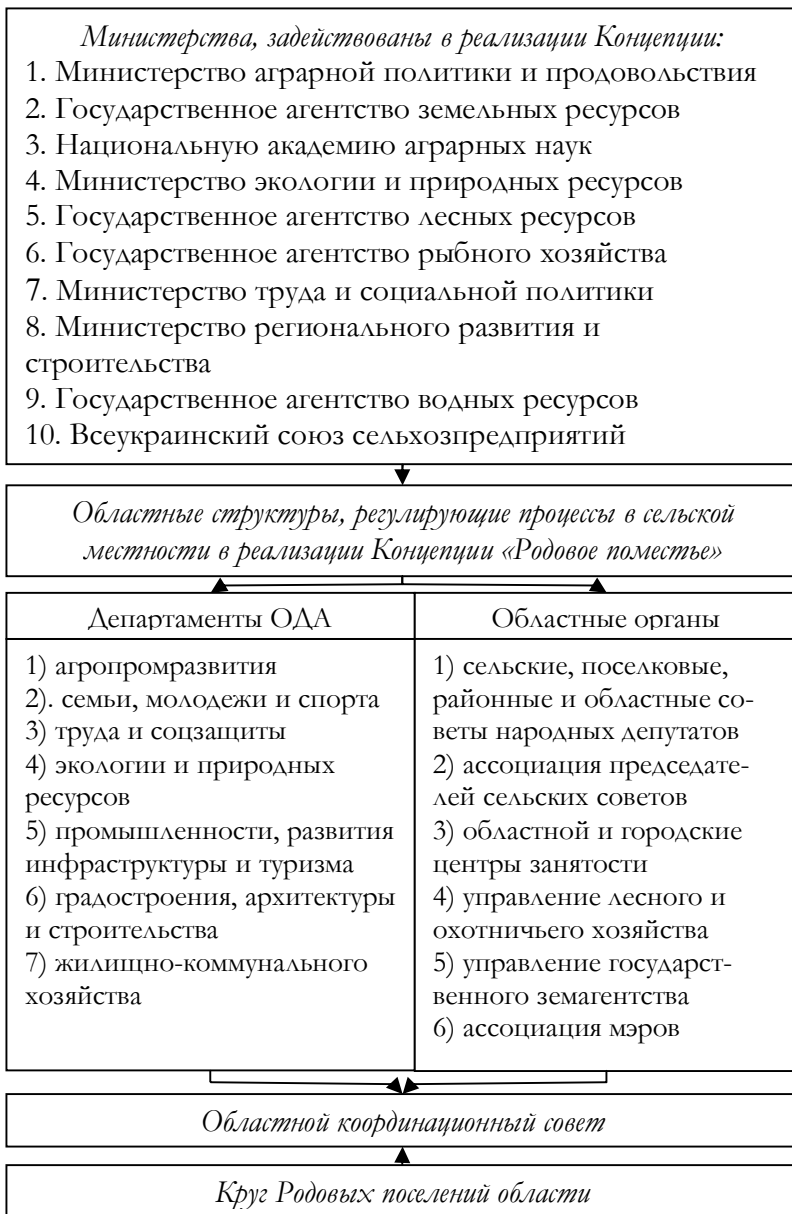 Министерства, задействованы в реализации Концепции:
1. Министерство аграрной политики и продовольствия
2. Государственное агентство земельных ресурсов
3. Национальную академию аграрных наук
4. Министерство экологии и природных ресурсов
5. Государственное агентство лесных ресурсов
6. Государственное агентство рыбного хозяйства
7. Министерство труда и социальной политики
8. Министерство регионального развития и
строительства
9. Государственное агентство водных ресурсов
10. Всеукраинский союз сельхозпредприятий
Областные структуры, регулирующие процессы в сельской
местности в реализации Концепции «Родовое поместье»
Департаменты ОДА
1) агропромразвития
2). семьи, молодежи и спорта
3) труда и соцзащиты
4) экологии и природных
ресурсов
5) промышленности, развития
инфраструктуры и туризма
6) градостроения, архитектуры
и строительства
7) жилищно-коммунального
хозяйства
Областные органы
1) сельские, поселковые,
районные и областные со-
веты народных депутатов
2) ассоциация председате-
лей сельских советов
3) областной и городские
центры занятости
4) управление лесного и
охотничьего хозяйства
5) управление государст-
венного земагентства
6) ассоциация мэров
Областной координационный совет
Круг Родовых поселений области